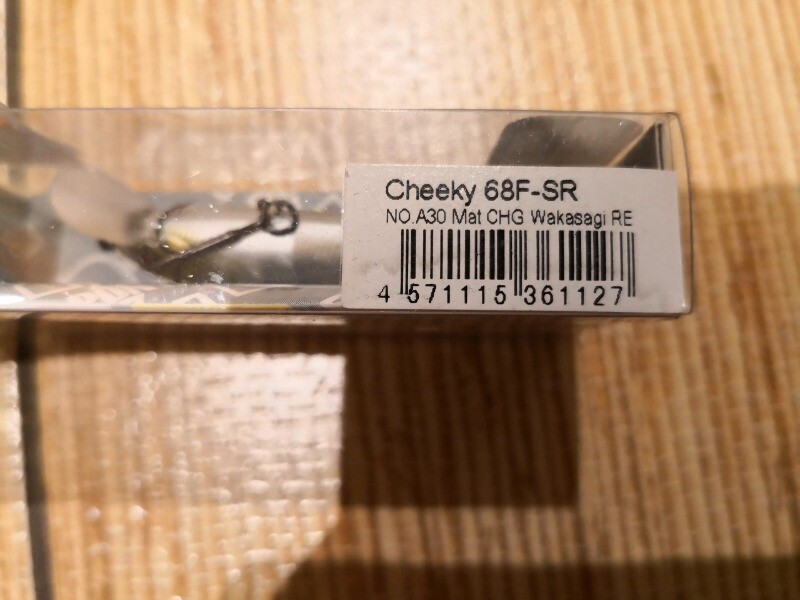 Cheeky 68F-SR
NO.A30 Mat CHG Wakasagi RE
4 571115 361127